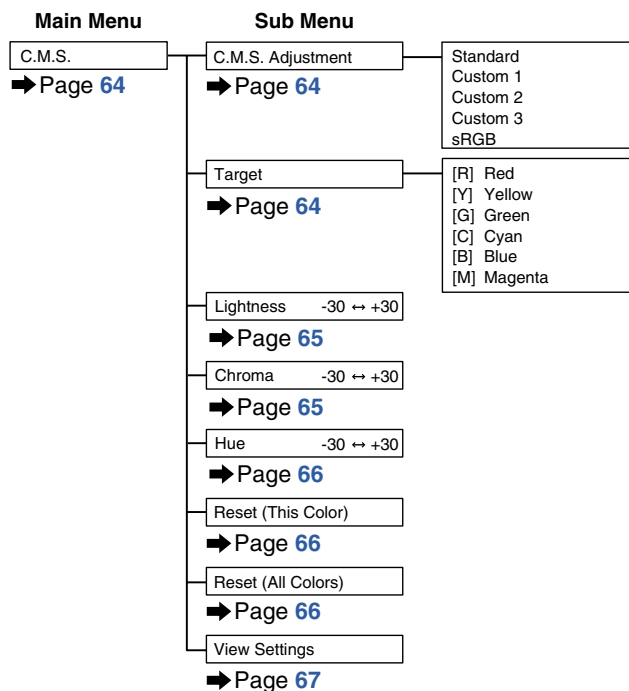 Main Menu
Sub Menu
C.M.S.
➡ Page 64
C.M.S. Adjustment
➡ Page 64
Standard
Custom 1
Custom 2
Custom 3
sRGB
Target
➡ Page 64
[R] Red
[Y] Yellow
[G] Green
[C] Cyan
[B] Blue
[M] Magenta
Lightness -30 ↔ +30
➡ Page 65
Chroma -30 ↔ +30
➡ Page 65
Hue -30 ↔ +30
➡ Page 66
Reset (This Color)
➡ Page 66
Reset (All Colors)
➡ Page 66
View Settings
➡ Page 67